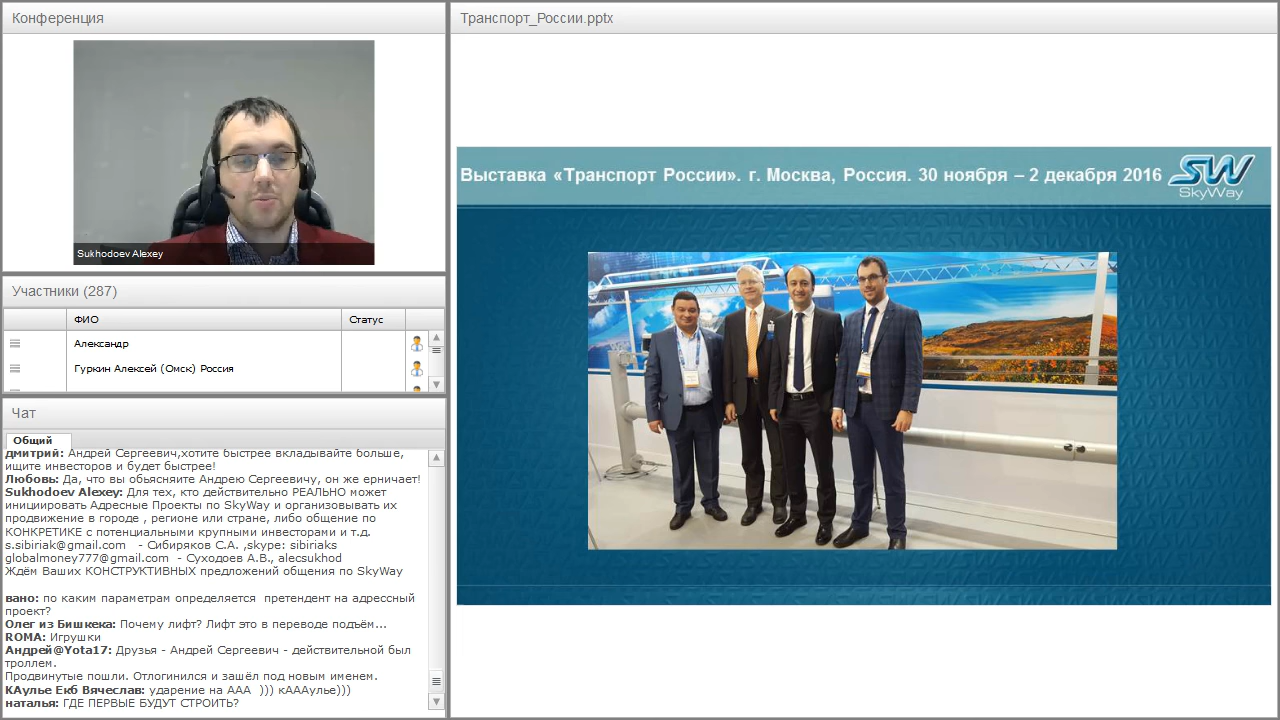 Конференция
Sukhodoev Alexey
Участники (287)
ФИО
Статус
Александр
Гуркин Алексей (Омск) Россия
Чат
Общий
дмитрий: Андрей Сергеевич,хотите быстрее вкладывайте больше,
ищите инвесторов и будет быстрее!
Любовь: Да, что вы объясняите Андрею Сергеевичу, он же ерничает!
Sukhodoev Alexey: Для тех, кто действительно РЕАЛЬНО может
инициировать Адресные Проекты по SkyWay и организовывать их
продвижение в городе , регионе или стране, либо общение по
КОНКРЕТИКЕ с потенциальными крупными инвесторами и т.д.
s.sibiriak@gmail.com - Сибиряков С.А. ,skype: sibiriaks
globalmoney777@gmail.com - Суходоев А.В., alecsukhod
Ждём Ваших КОНСТРУКТИВНЫХ предложений общения по SkyWay
вано: по каким параметрам определяется претендент на адрессный
проект?
Олег из Бишкека: Почему лифт? Лифт это в переводе подъём...
ROMA: Игрушки
Андрей@Yota17: Друзья - Андрей Сергеевич - действительной был
троллем.
Продвинутые пошли. Отлогинился и зашёл под новым именем.
КАулье Екб Вячеслав: ударение на ААА ))) кАААулье)))
наталья: ГДЕ ПЕРВЫЕ БУДУТ СТРОИТЬ?
Транспорт_России.pptx
Выставка «Транспорт России». г. Москва, Россия. 30 ноября – 2 декабря 2016
SW
SkyWay